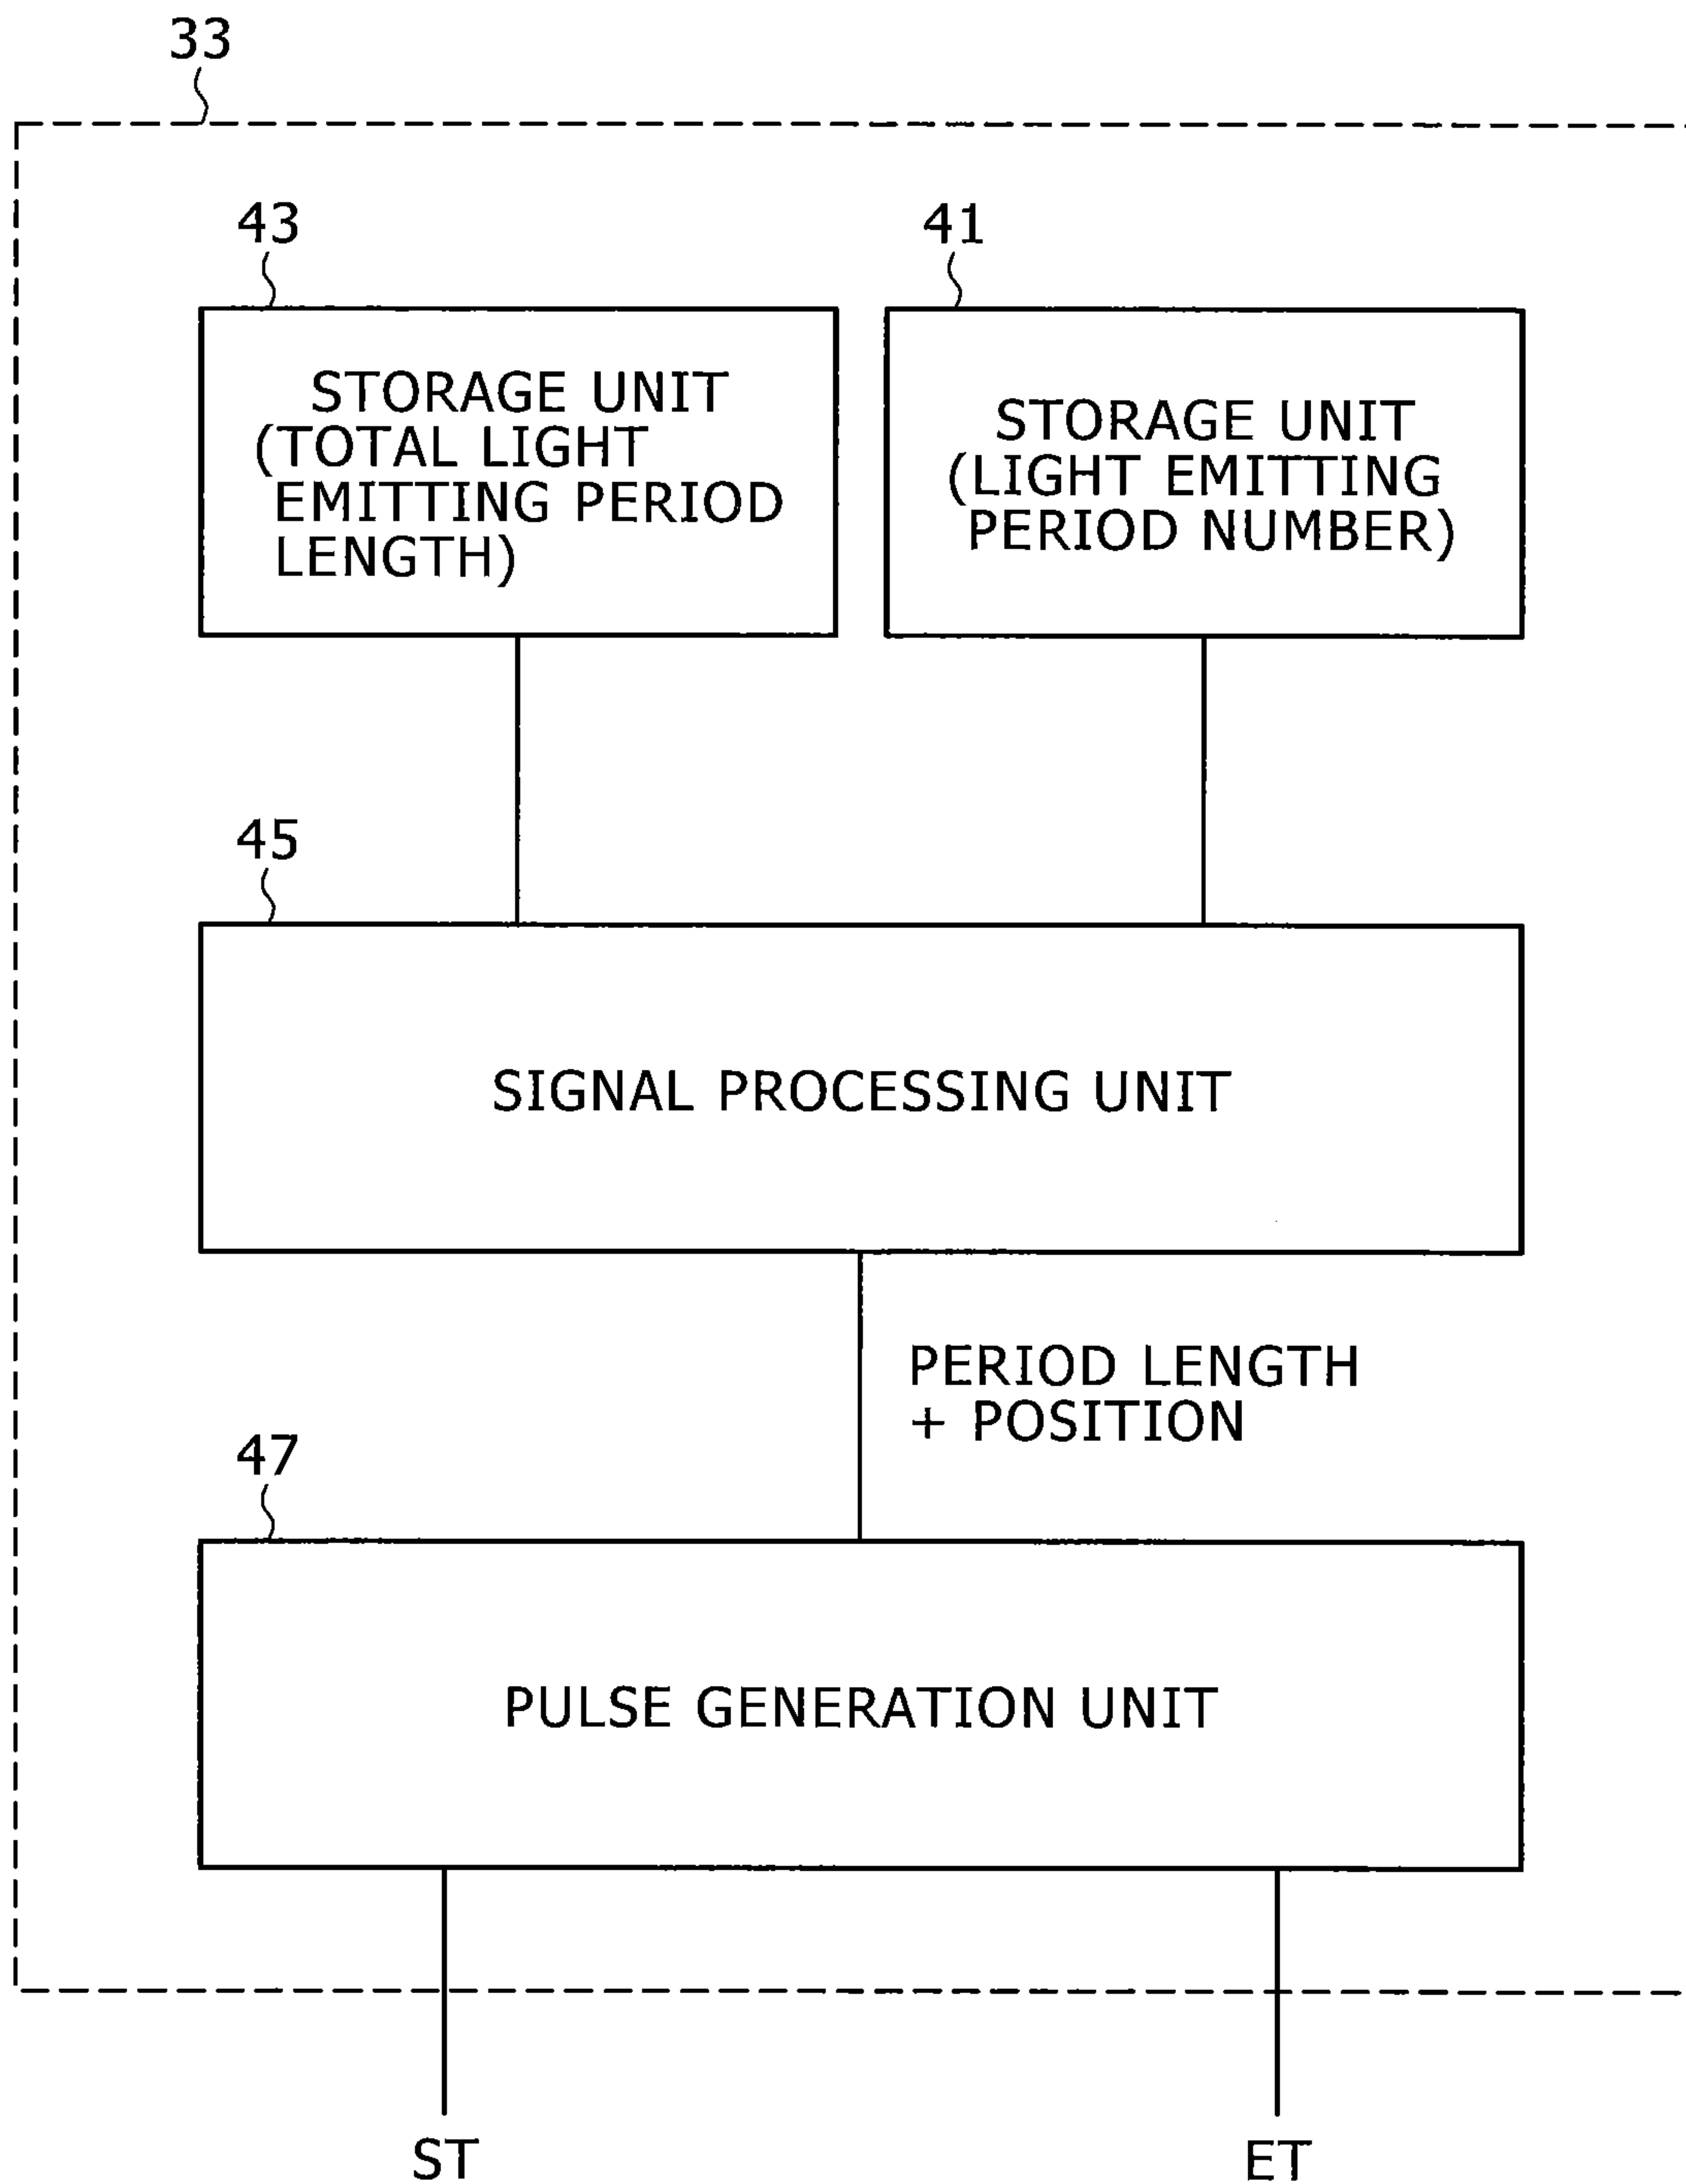 33
43
STORAGE UNIT
(TOTAL LIGHT
EMITTING PERIOD
LENGTH)
41
STORAGE UNIT
(LIGHT EMITTING
PERIOD NUMBER)
45
SIGNAL PROCESSING UNIT
PERIOD LENGTH
+ POSITION
47
PULSE GENERATION UNIT
ST
ET